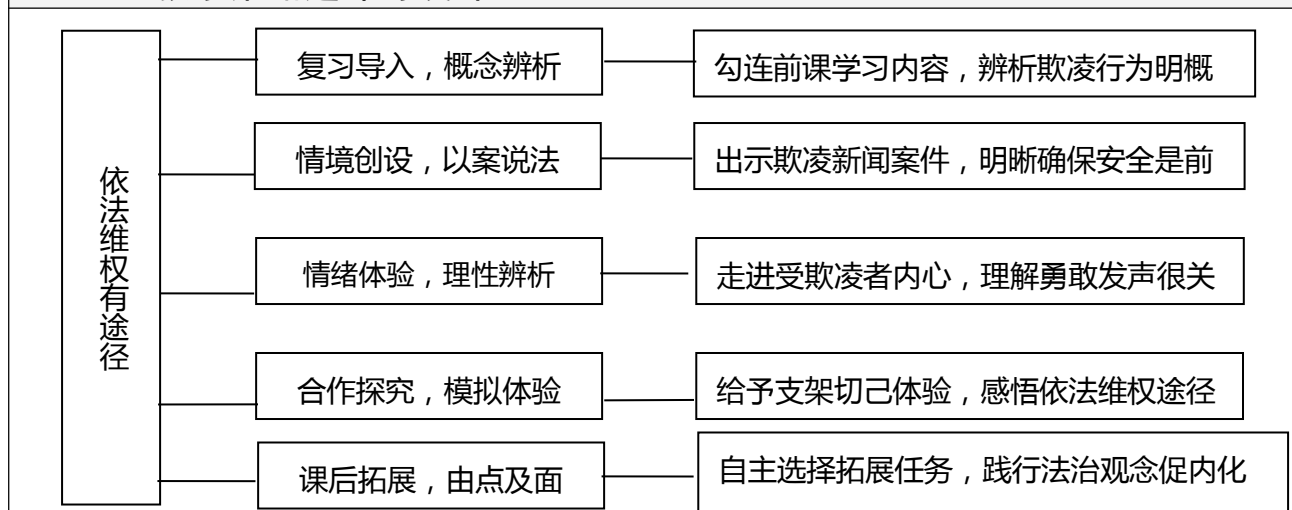 依法维权有途径
复习导入，概念辨析
勾连前课学习内容，辨析欺凌行为明概
情境创设，以案说法
出示欺凌新闻案件，明晰确保安全是前
情绪体验，理性辨析
走进受欺凌者内心，理解勇敢发声很关
合作探究，模拟体验
给予支架切己体验，感悟依法维权途径
课后拓展，由点及面
自主选择拓展任务，践行法治观念促内化